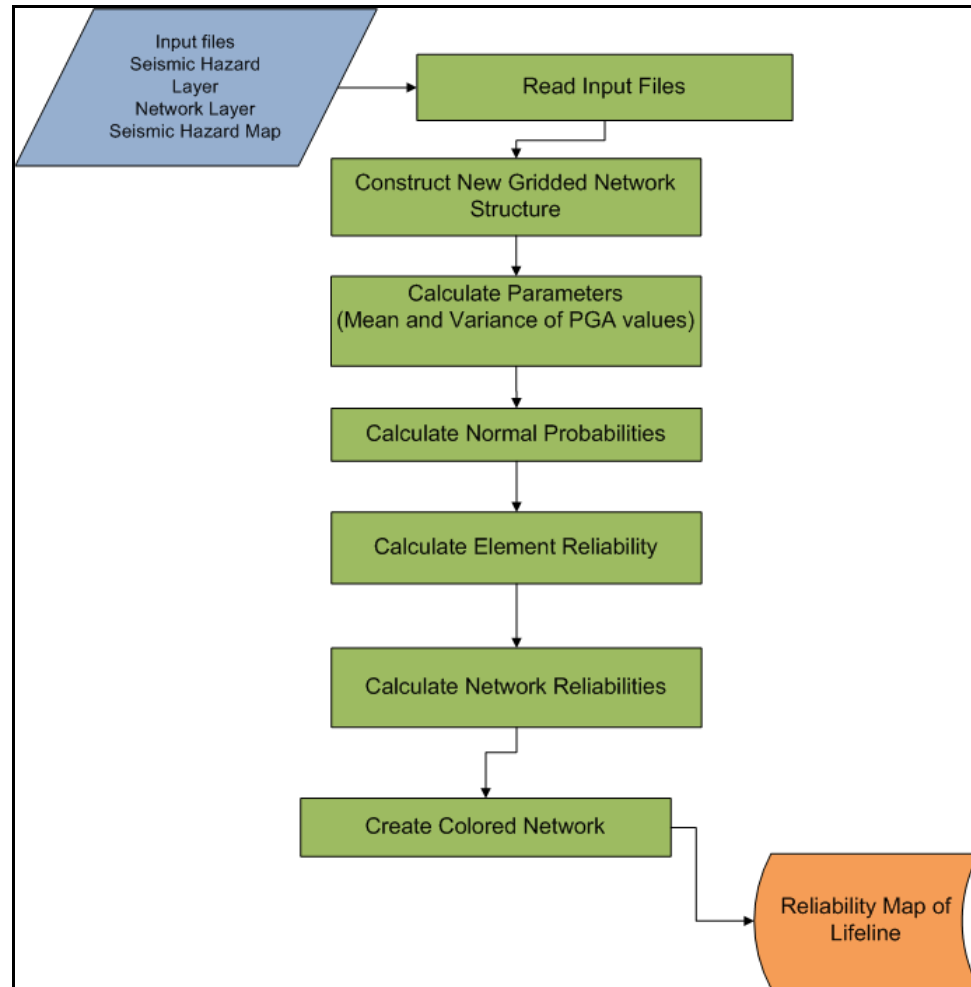 Input files
Seismic Hazard
Layer
Network Layer
Seismic Hazard Map
Read Input Files
Construct New Gridded Network
Structure
Calculate Parameters
(Mean and Variance of PGA values)
Calculate Normal Probabilities
Calculate Element Reliability
Calculate Network Reliabilities
Create Colored Network
Reliability Map of
Lifeline